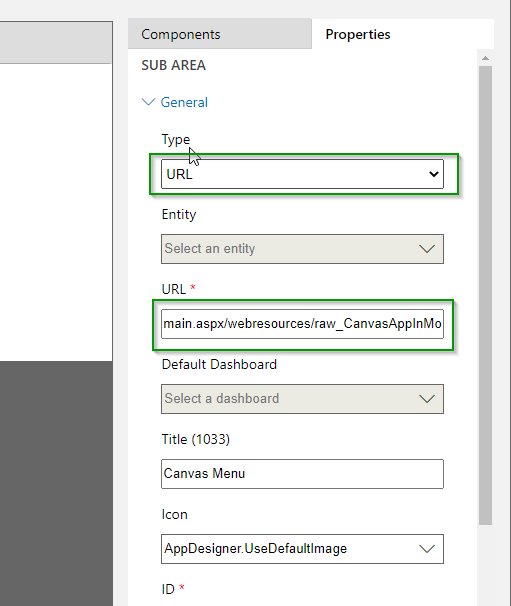 Components
Properties
SUB AREA
General
Type
URL
Entity
Select an entity
URL *
main.aspx/webresources/raw_CanvasAppInMo
Default Dashboard
Select a dashboard
Title (1033)
Canvas Menu
Icon
AppDesigner.UseDefaultImage
ID *